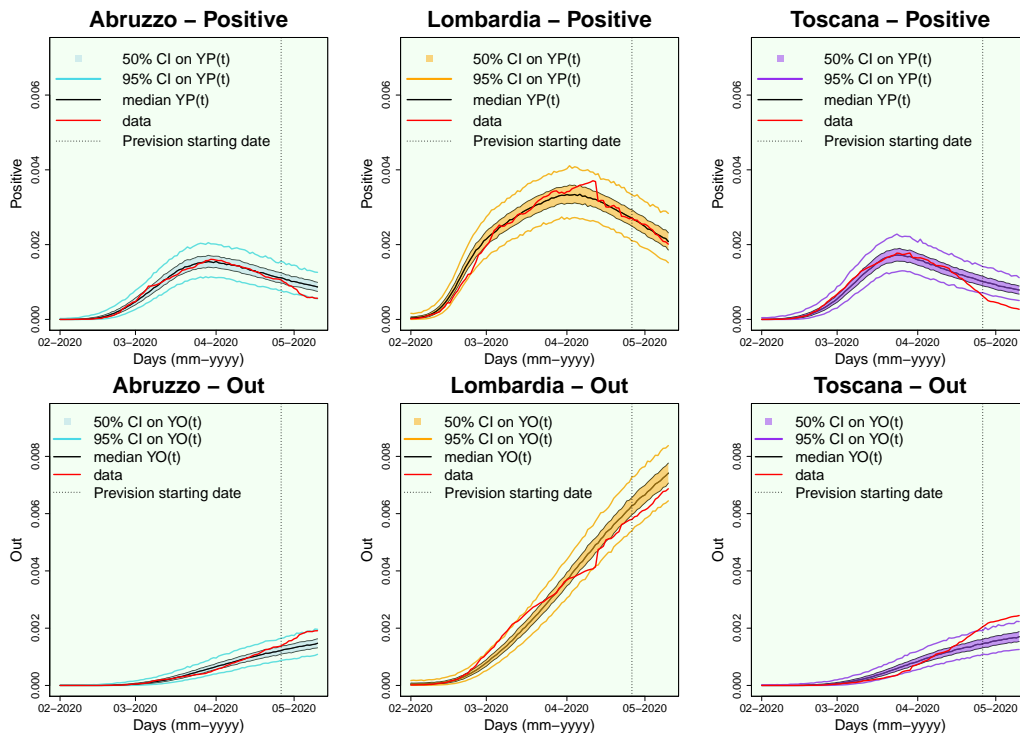 Abruzzo – Positive
50% CI on YP(t)
95% CI on YP(t)
median YP(t)
data
Prevision starting date
Positive
0.000
0.002
0.004
0.006
02–2020
03–2020
04–2020
05–2020
Days (mm–yyyy)
Lombardia – Positive
50% CI on YP(t)
95% CI on YP(t)
median YP(t)
data
Prevision starting date
Positive
0.000
0.002
0.004
0.006
02–2020
03–2020
04–2020
05–2020
Days (mm–yyyy)
Toscana – Positive
50% CI on YP(t)
95% CI on YP(t)
median YP(t)
data
Prevision starting date
Positive
0.000
0.002
0.004
0.006
02–2020
03–2020
04–2020
05–2020
Days (mm–yyyy)
Abruzzo – Out
50% CI on YO(t)
95% CI on YO(t)
median YO(t)
data
Prevision starting date
Out
0.000
0.002
0.004
0.006
0.008
02–2020
03–2020
04–2020
05–2020
Days (mm–yyyy)
Lombardia – Out
50% CI on YO(t)
95% CI on YO(t)
median YO(t)
data
Prevision starting date
Out
0.000
0.002
0.004
0.006
0.008
02–2020
03–2020
04–2020
05–2020
Days (mm–yyyy)
Toscana – Out
50% CI on YO(t)
95% CI on YO(t)
median YO(t)
data
Prevision starting date
Out
0.000
0.002
0.004
0.006
0.008
02–2020
03–2020
04–2020
05–2020
Days (mm–yyyy)